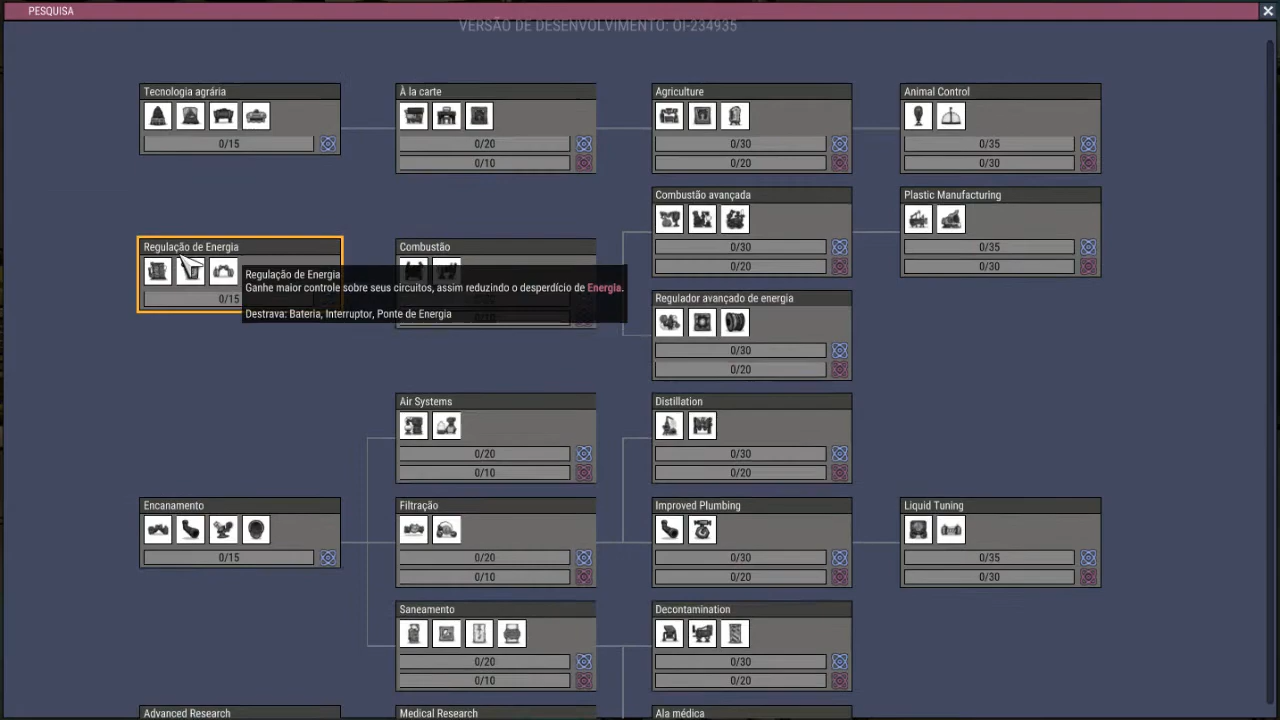 PESQUISA
VERSÃO DE DESENVOLVIMENTO: OI-234935
Tecnologia agrária
0/15
À la carte
0/20
0/10
Agriculture
0/30
0/20
Animal Control
0/35
0/30
Combustão avançada
0/30
0/20
Plastic Manufacturing
0/35
0/30
Regulação de Energia
0/15
Combustão
Regulação de Energia
Ganhe maior controle sobre seus circuitos, assim reduzindo o desperdício de Energia.
Destrava: Bateria, Interruptor, Ponte de Energia
Regulador avançado de energia
0/30
0/20
Air Systems
0/20
0/10
Distillation
0/30
0/20
Encanamento
0/15
Filtração
0/20
0/10
Improved Plumbing
0/30
0/20
Liquid Tuning
0/35
0/30
Saneamento
0/20
0/10
Decontamination
0/30
0/20
Advanced Research
Medical Research
Ala médica